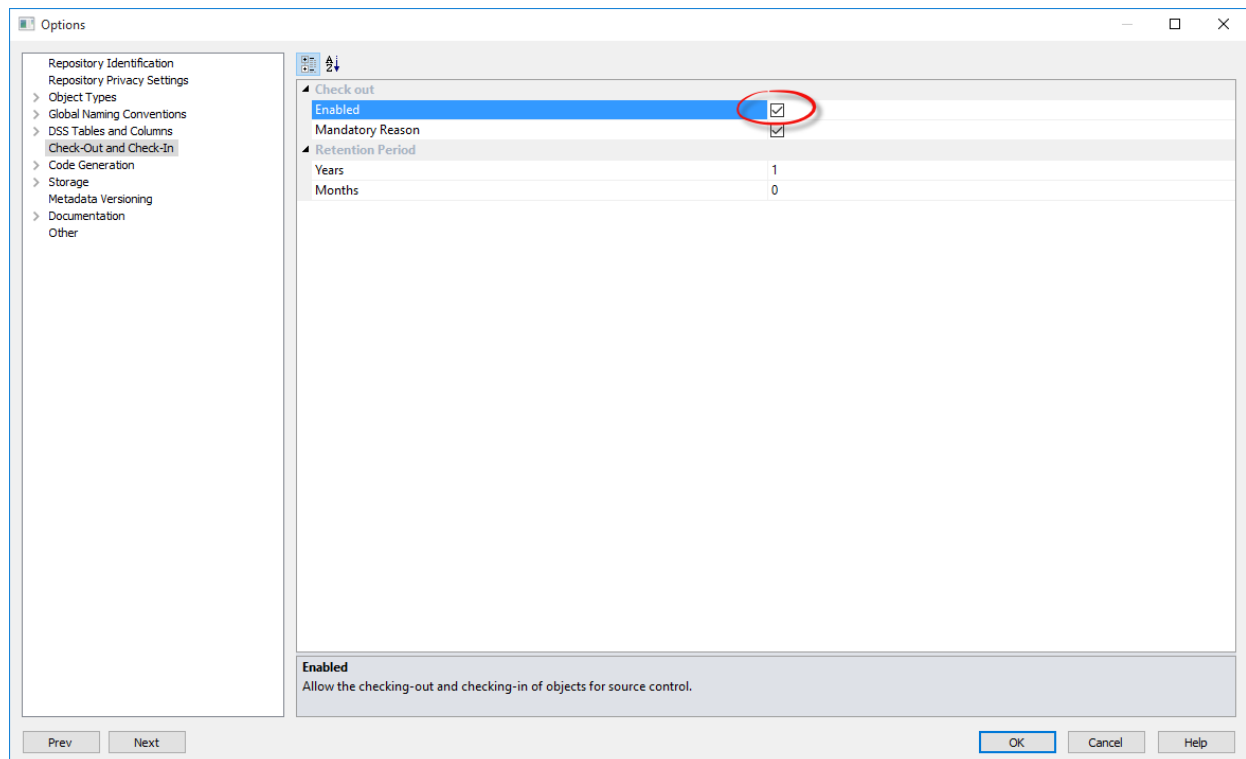 Options
Repository Identification
Repository Privacy Settings
Object Types
Global Naming Conventions
DSS Tables and Columns
Check-Out and Check-In
Code Generation
Storage
Metadata Versioning
Documentation
Other
Check out
Enabled
Mandatory Reason
Retention Period
Years 1
Months 0
Enabled
Allow the checking-out and checking-in of objects for source control.
Prev Next OK Cancel Help